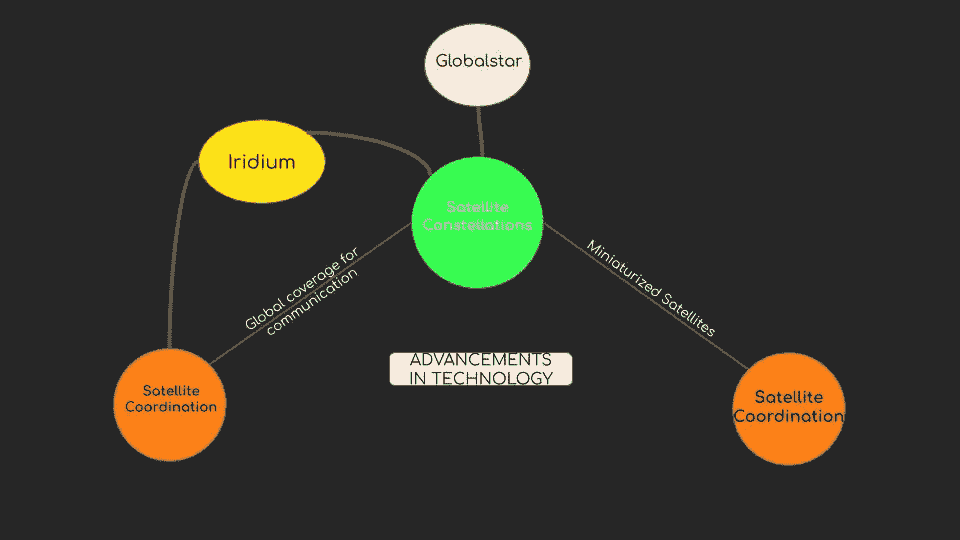 Globalstar
Iridium
Satellite
Constellations
Global coverage for
communication
Miniaturized Satellites
ADVANCEMENTS
IN TECHNOLOGY
Satellite
Coordination
Satellite
Coordination